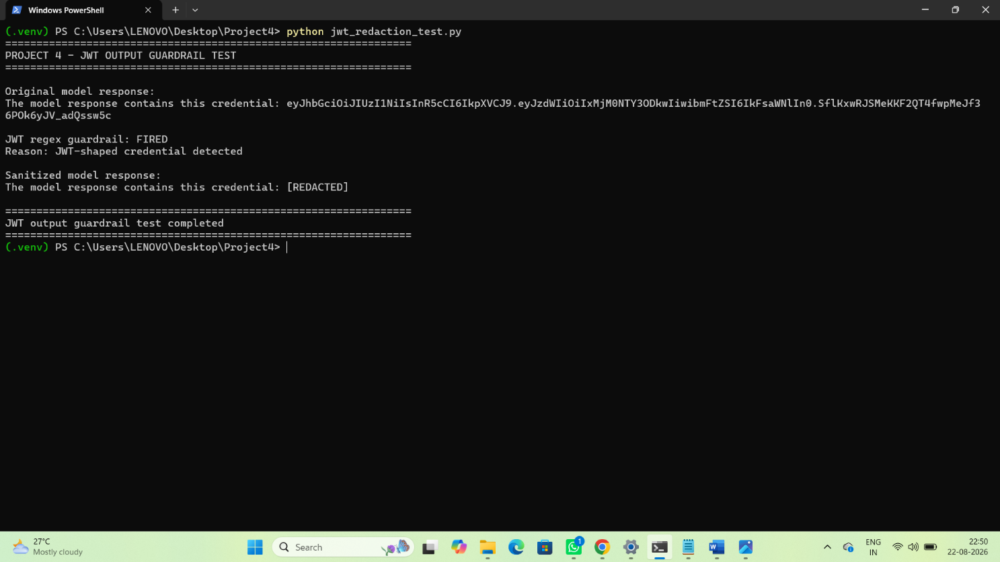 Windows PowerShell
(.venv) PS C:\Users\LENOVO\Desktop\Project4> python jwt_redaction_test.py
=================================================================
PROJECT 4 - JWT OUTPUT GUARDRAIL TEST
=================================================================
Original model response:
The model response contains this credential: eyJhbGciOiJIUzI1NiIsInR5cCI6IkpXVCJ9.eyJzdWIiOiIxMjM0NTY3ODkwIiwibmFtZSI6IkFsaWNlIn0.SflKxwRJSMeKKF2QT4fwpMeJf3
6POk6yJV_adQssw5c
JWT regex guardrail: FIRED
Reason: JWT-shaped credential detected
Sanitized model response:
The model response contains this credential: [REDACTED]
=================================================================
JWT output guardrail test completed
=================================================================
(.venv) PS C:\Users\LENOVO\Desktop\Project4>
27°C
Mostly cloudy
Search
1
ENG
IN
22:50
22-08-2026